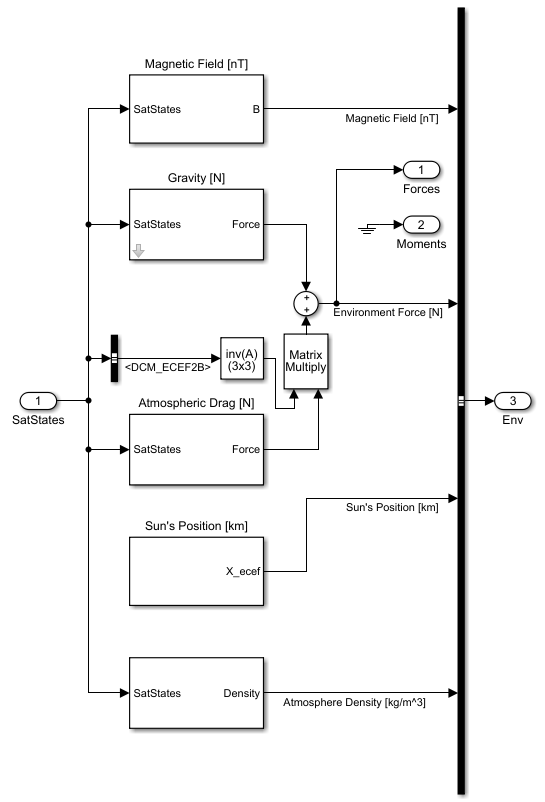 Magnetic Field [nT]
SatStates B
Magnetic Field [nT]
Gravity [N]
SatStates Force
1
Forces
2
Moments
+
+
Environment Force [N]
Matrix
Multiply
inv(A)
(3x3)
<DCM_ECEF2B>
1
SatStates
3
Env
Atmospheric Drag [N]
SatStates Force
Sun's Position [km]
Sun's Position [km]
X_ecef
SatStates Density
Atmosphere Density [kg/m^3]